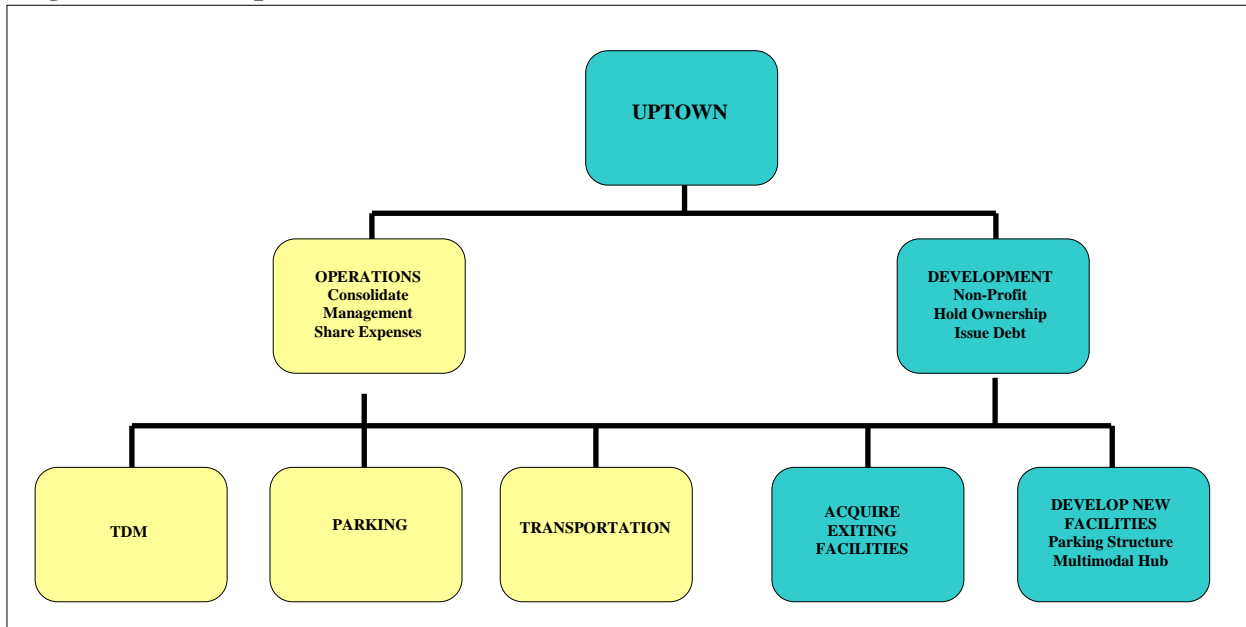 UPTOWN
OPERATIONS
Consolidate
Management
Share Expenses
DEVELOPMENT
Non-Profit
Hold Ownership
Issue Debt
TDM
PARKING
TRANSPORTATION
ACQUIRE
EXITING
FACILITIES
DEVELOP NEW
FACILITIES
Parking Structure
Multimodal Hub